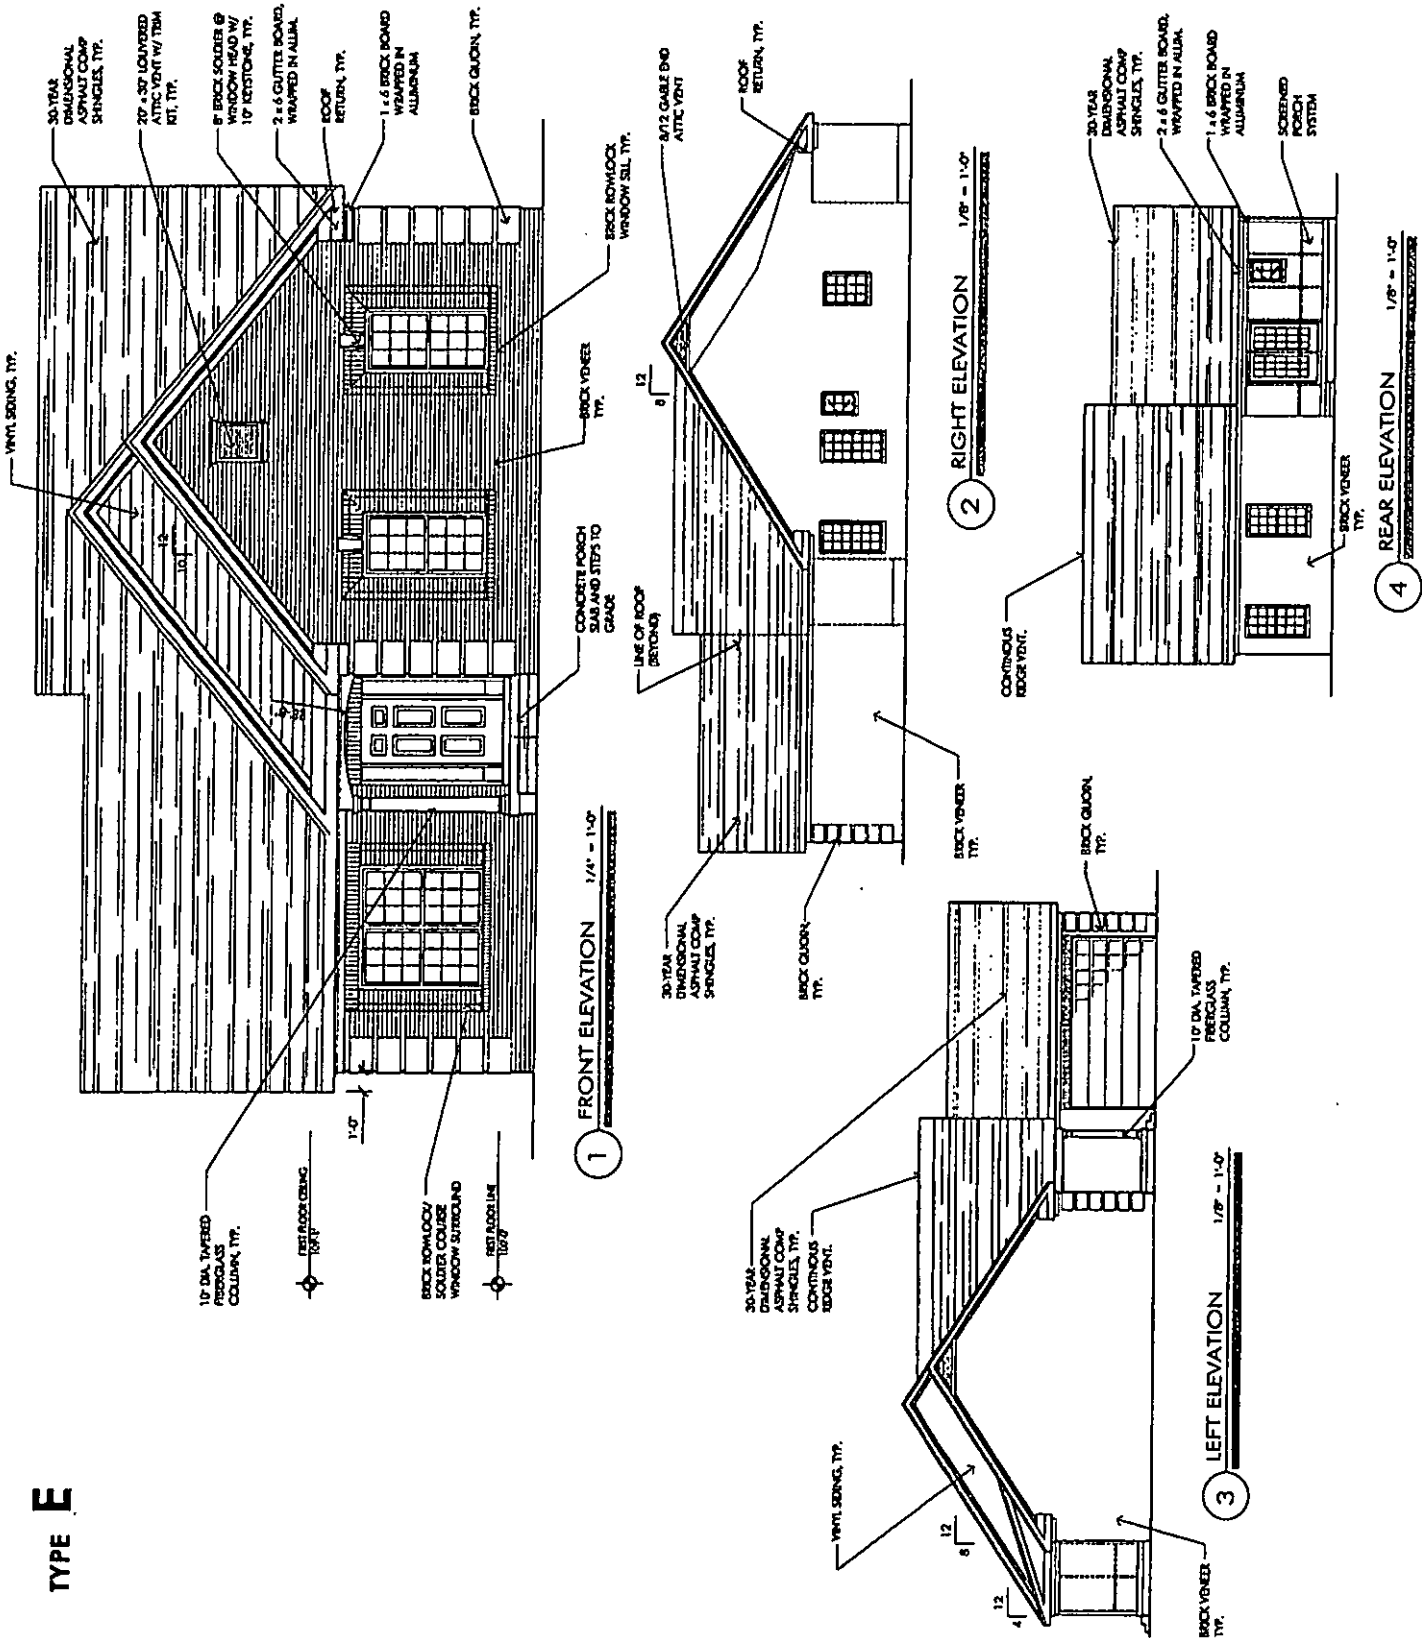 TYPE E
VINYL SIDING, TYP.
30-YEAR
DIMENSIONAL
ASPHALT COMP
SHINGLES, TYP.
20" x 30" LOUVERED
ATTIC VENT W/ TRIM
KIT, TYP.
8" BRICK SOLDIER @
WINDOW HEAD W/
10" KEYSTONE, TYP.
2 x 6 GUTTER BOARD,
WRAPPED IN ALUM.
ROOF
RETURN, TYP.
1 x 6 BRICK BOARD
WRAPPED IN
ALUMINUM
BRICK QUOIN, TYP.
BRICK ROWLOCK
WINDOW SILL, TYP.
BRICK VENEER
TYP.
CONCRETE PORCH
SLAB AND STEPS TO
GRADE
12
10
10" DIA. TAPERED
FIBERGLASS
COLUMN, TYP.
FIRST FLOOR CEILING
1'-0"
BRICK ROWLOCK/
SOLDIER COURSE
WINDOW SURROUND
FIRST FLOOR LINE
1 FRONT ELEVATION 1/4" = 1'-0"
8/12 GABLE END
ATTIC VENT
ROOF
RETURN, TYP.
12
8
LINE OF ROOF
(BEYOND)
30-YEAR
DIMENSIONAL
ASPHALT COMP
SHINGLES, TYP.
BRICK QUOIN,
TYP.
BRICK VENEER
TYP.
2 RIGHT ELEVATION 1/8" = 1'-0"
30-YEAR
DIMENSIONAL
ASPHALT COMP
SHINGLES, TYP.
CONTINOUS
RIDGE VENT.
BRICK QUOIN,
TYP.
10" DIA. TAPERED
FIBERGLASS
COLUMN, TYP.
VINYL SIDING, TYP.
12
8
12
4
BRICK VENEER
TYP.
3 LEFT ELEVATION 1/8" = 1'-0"
30-YEAR
DIMENSIONAL
ASPHALT COMP
SHINGLES, TYP.
2 x 6 GUTTER BOARD,
WRAPPED IN ALUM.
1 x 6 BRICK BOARD
WRAPPED IN
ALUMINUM
SCREENED
PORCH
SYSTEM
CONTINOUS
RIDGE VENT.
BRICK VENEER
TYP.
4 REAR ELEVATION 1/8" = 1'-0"